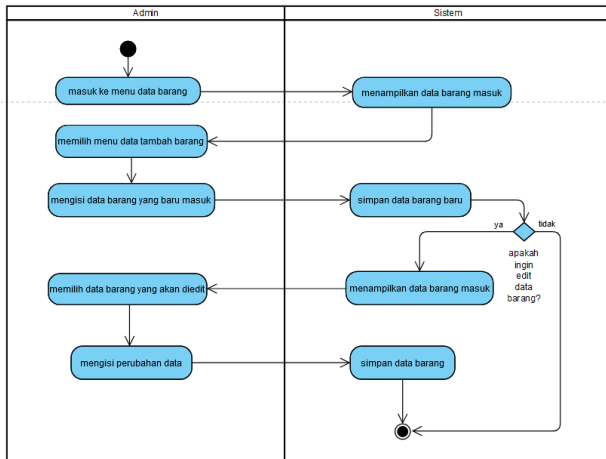 Admin
Sistem
masuk ke menu data barang
menampilkan data barang masuk
memilih menu data tambah barang
mengisi data barang yang baru masuk
simpan data barang baru
ya
tidak
apakah
ingin
edit
data
barang?
memilih data barang yang akan diedit
menampilkan data barang masuk
mengisi perubahan data
simpan data barang